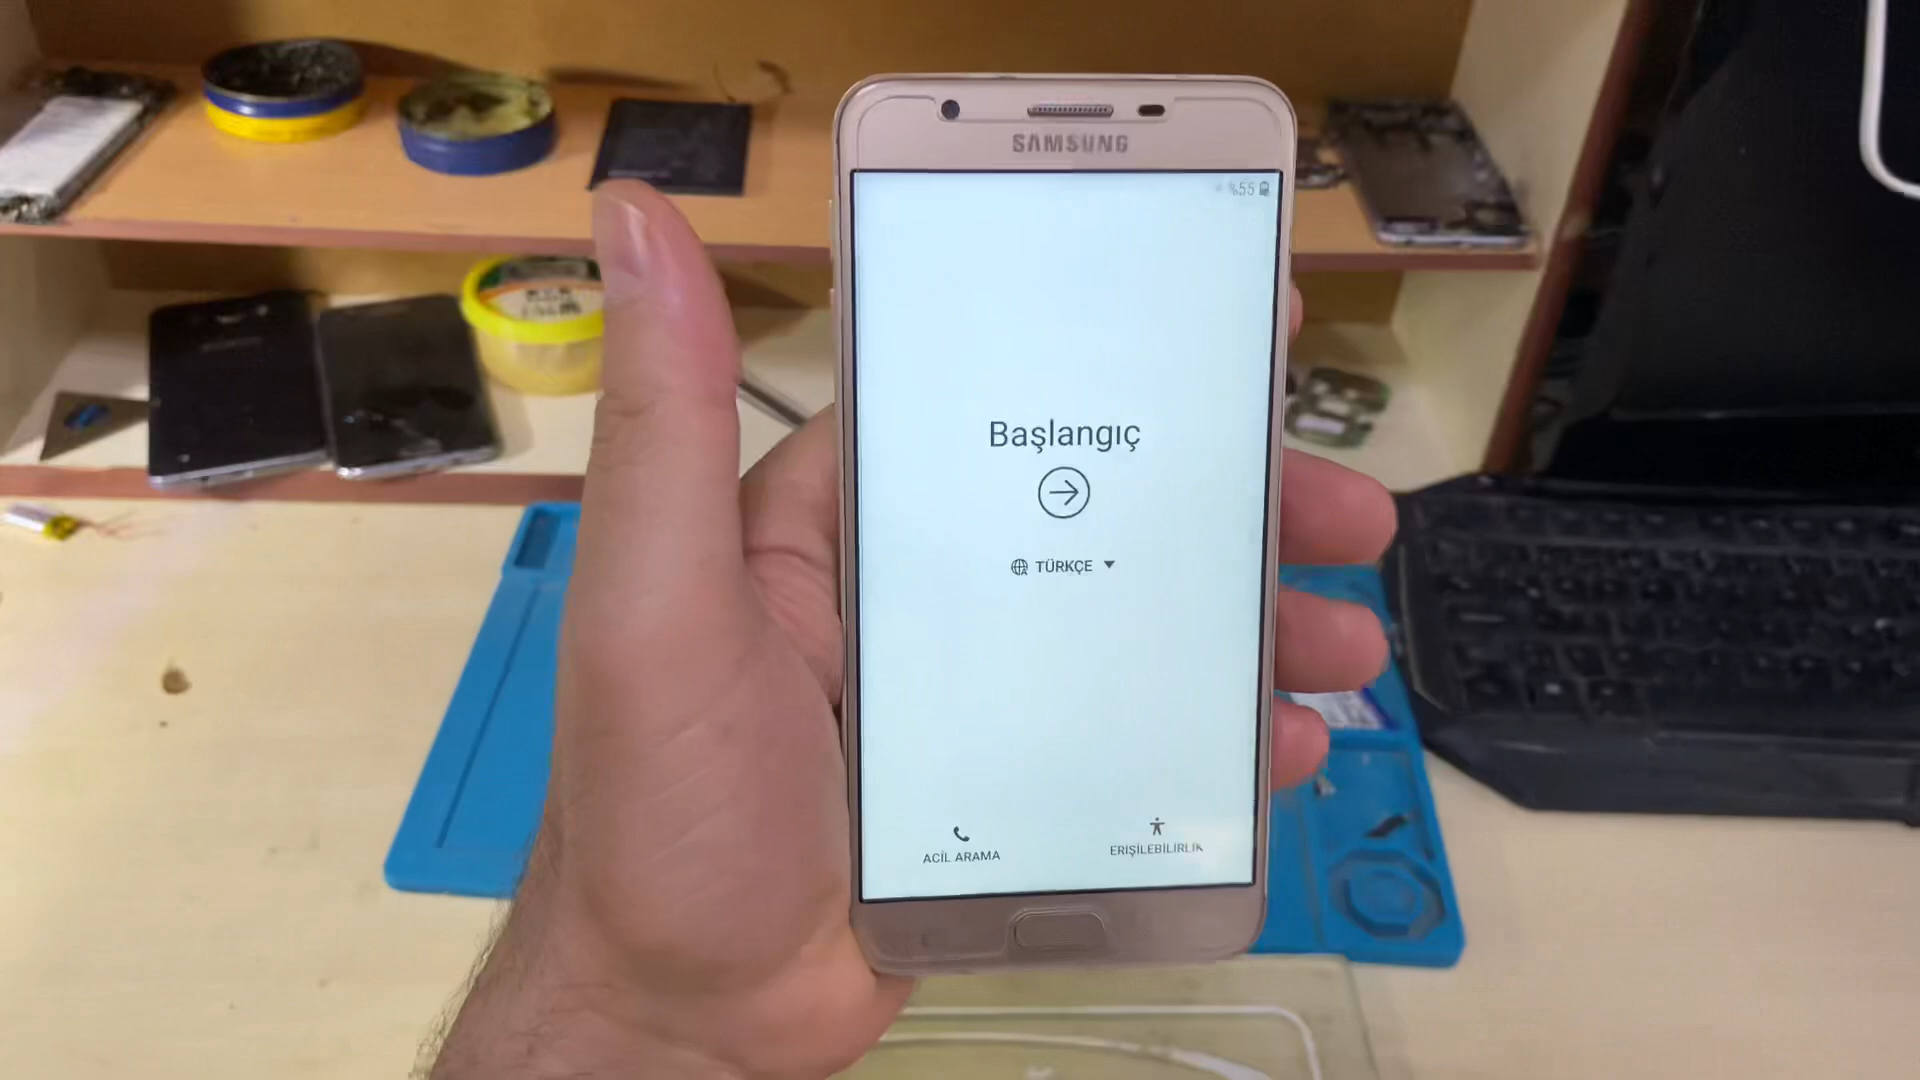 SAMSUNG
%55
Başlangıç
TÜRKÇE
ACİL ARAMA
ERİŞİLEBİLİRLİK